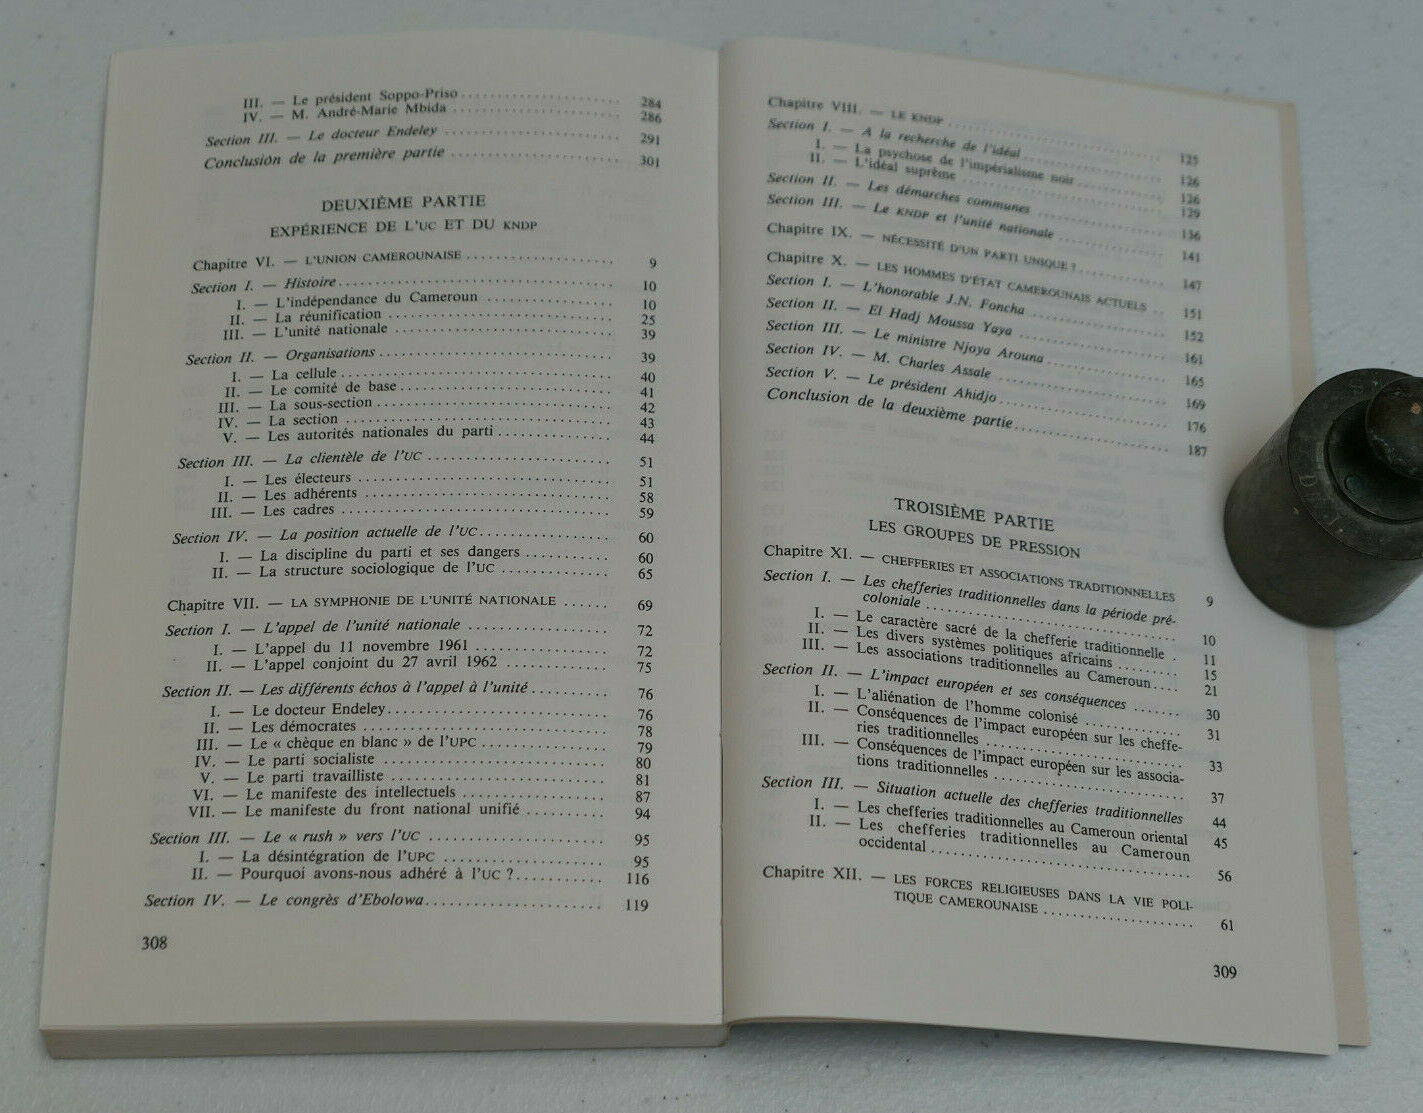 III. — Le président Soppo-Priso ..................... 284
IV. — M. André-Marie Mbida ..................... 286
Section III. — Le docteur Endeley ..................... 291
Conclusion de la première partie ..................... 301
DEUXIÈME PARTIE
EXPÉRIENCE DE L'UC ET DU KNDP
Chapitre VI. — L'UNION CAMEROUNAISE ..................... 9
Section I. — Histoire ..................... 10
I. — L'indépendance du Cameroun ..................... 10
II. — La réunification ..................... 25
III. — L'unité nationale ..................... 39
Section II. — Organisations ..................... 39
I. — La cellule ..................... 40
II. — Le comité de base ..................... 41
III. — La sous-section ..................... 42
IV. — La section ..................... 43
V. — Les autorités nationales du parti ..................... 44
Section III. — La clientèle de l'UC ..................... 51
I. — Les électeurs ..................... 51
II. — Les adhérents ..................... 58
III. — Les cadres ..................... 59
Section IV. — La position actuelle de l'UC ..................... 60
I. — La discipline du parti et ses dangers ..................... 60
II. — La structure sociologique de l'UC ..................... 65
Chapitre VII. — LA SYMPHONIE DE L'UNITÉ NATIONALE ...... 69
Section I. — L'appel de l'unité nationale ..................... 72
I. — L'appel du 11 novembre 1961 ..................... 72
II. — L'appel conjoint du 27 avril 1962 ..................... 75
Section II. — Les différents échos à l'appel à l'unité .......... 76
I. — Le docteur Endeley ..................... 76
II. — Les démocrates ..................... 78
III. — Le « chèque en blanc » de l'UPC ..................... 79
IV. — Le parti socialiste ..................... 80
V. — Le parti travailliste ..................... 81
VI. — Le manifeste des intellectuels ..................... 87
VII. — Le manifeste du front national unifié ........... 94
Section III. — Le « rush » vers l'UC ..................... 95
I. — La désintégration de l'UPC ..................... 95
II. — Pourquoi avons-nous adhéré à l'UC ? ............ 116
Section IV. — Le congrès d'Ebolowa ..................... 119
308
Chapitre VIII. — LE KNDP ..................... 125
Section I. — A la recherche de l'idéal ..................... 126
I. — La psychose de l'impérialisme noir ............ 126
II. — L'idéal suprême ..................... 129
Section II. — Les démarches communes ..................... 136
Section III. — Le KNDP et l'unité nationale ............... 141
Chapitre IX. — NÉCESSITÉ D'UN PARTI UNIQUE ? ............ 147
Chapitre X. — LES HOMMES D'ÉTAT CAMEROUNAIS ACTUELS .. 151
Section I. — L'honorable J.N. Foncha ..................... 152
Section II. — El Hadj Moussa Yaya ..................... 161
Section III. — Le ministre Njoya Arouna ............... 165
Section IV. — M. Charles Assale ..................... 169
Section V. — Le président Ahidjo ..................... 176
Conclusion de la deuxième partie ..................... 187
TROISIÈME PARTIE
LES GROUPES DE PRESSION
Chapitre XI. — CHEFFERIES ET ASSOCIATIONS TRADITIONNELLES 9
Section I. — Les chefferies traditionnelles dans la période pré-
coloniale ..................... 10
I. — Le caractère sacré de la chefferie traditionnelle . 11
II. — Les divers systèmes politiques africains ........ 15
III. — Les associations traditionnelles au Cameroun .... 21
Section II. — L'impact européen et ses conséquences ....... 30
I. — L'aliénation de l'homme colonisé ............ 31
II. — Conséquences de l'impact européen sur les cheffe-
ries traditionnelles ..................... 33
III. — Conséquences de l'impact européen sur les associa-
tions traditionnelles ..................... 37
Section III. — Situation actuelle des chefferies traditionnelles 44
I. — Les chefferies traditionnelles au Cameroun oriental 45
II. — Les chefferies traditionnelles au Cameroun
occidental ..................... 56
Chapitre XII. — LES FORCES RELIGIEUSES DANS LA VIE POLI-
TIQUE CAMEROUNAISE ..................... 61
309